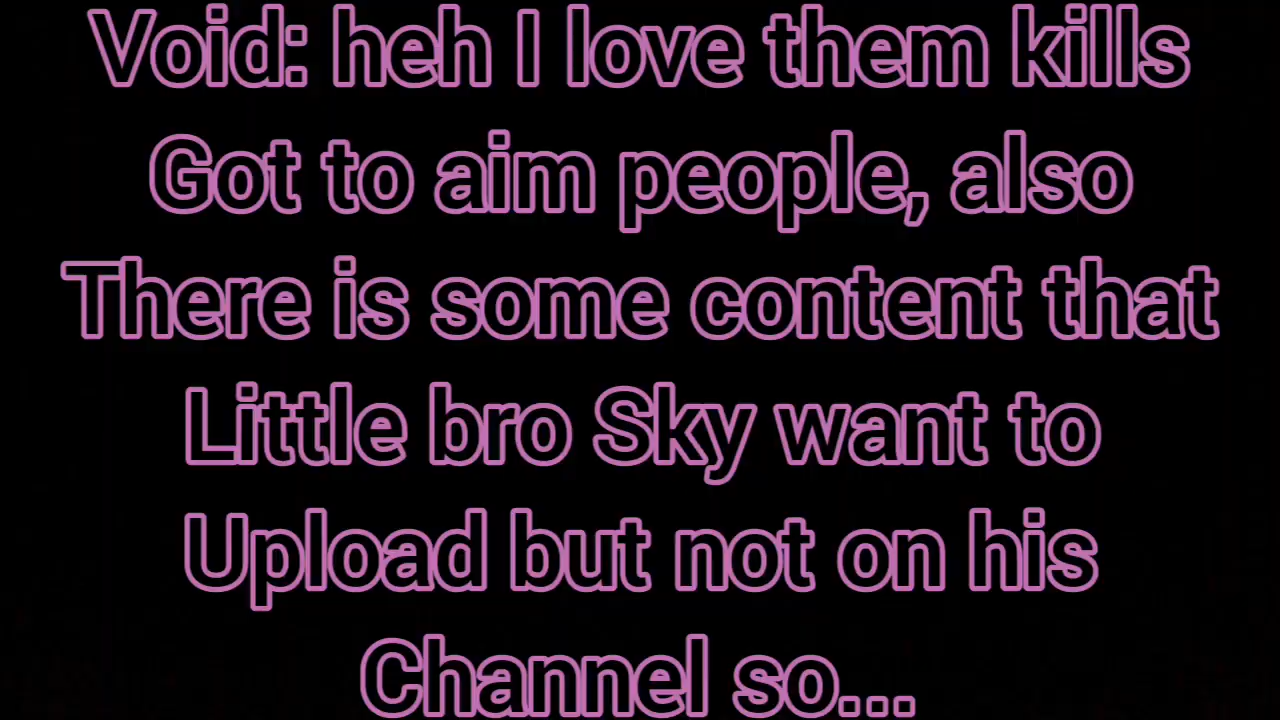 Void: heh I love them kills
Got to aim people, also
There is some content that
Little bro Sky want to
Upload but not on his
Channel so...